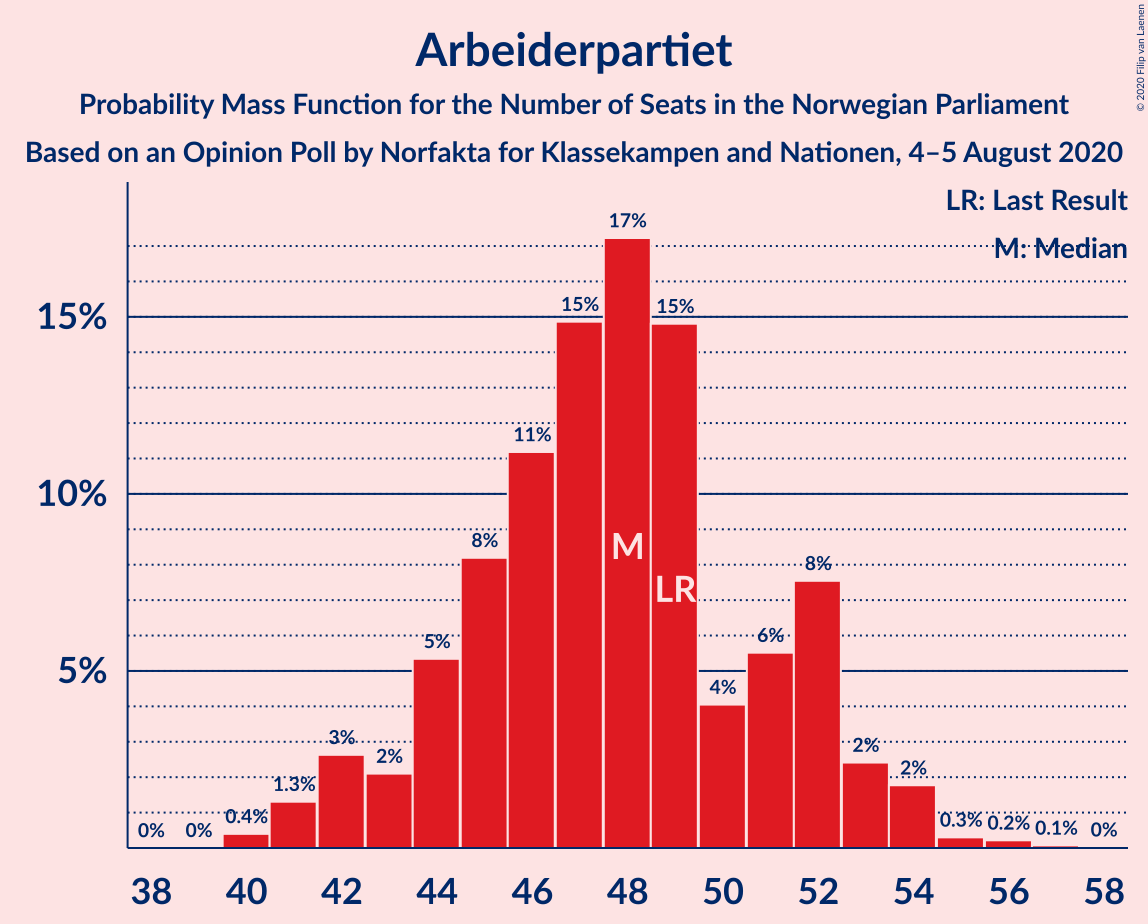 Arbeiderpartiet
Probability Mass Function for the Number of Seats in the Norwegian Parliament
Based on an Opinion Poll by Norfakta for Klassekampen and Nationen, 4–5 August 2020
© 2020 Filip van Laenen
LR: Last Result
M: Median
17%
15%
15%
15%
11%
10%
8%
M
8%
LR
5%
6%
5%
4%
3%
2%
2%
2%
1.3%
0.4%
0.3%
0.2%
0.1%
0%
0%
0%
38 40 42 44 46 48 50 52 54 56 58